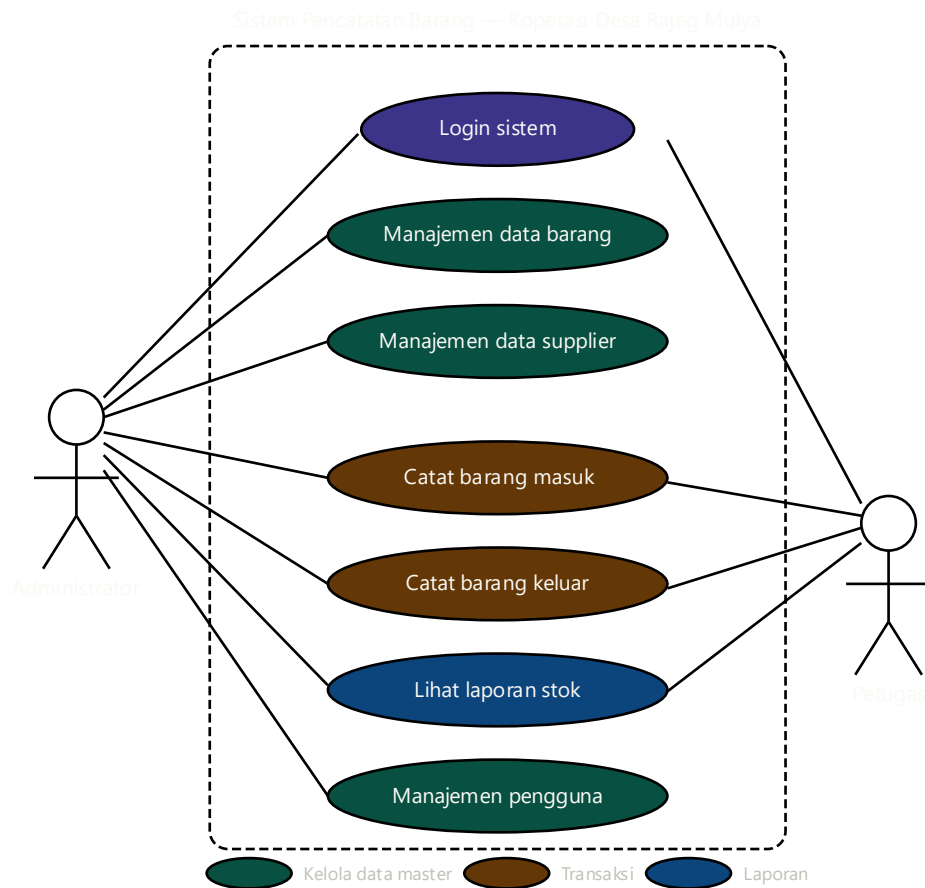 Sistem Pencatatan Barang — Koperasi Desa Rajeg Mulya
Login sistem
Manajemen data barang
Manajemen data supplier
Catat barang masuk
Catat barang keluar
Administrator
Lihat laporan stok
Petugas
Manajemen pengguna
Kelola data master
Transaksi
Laporan